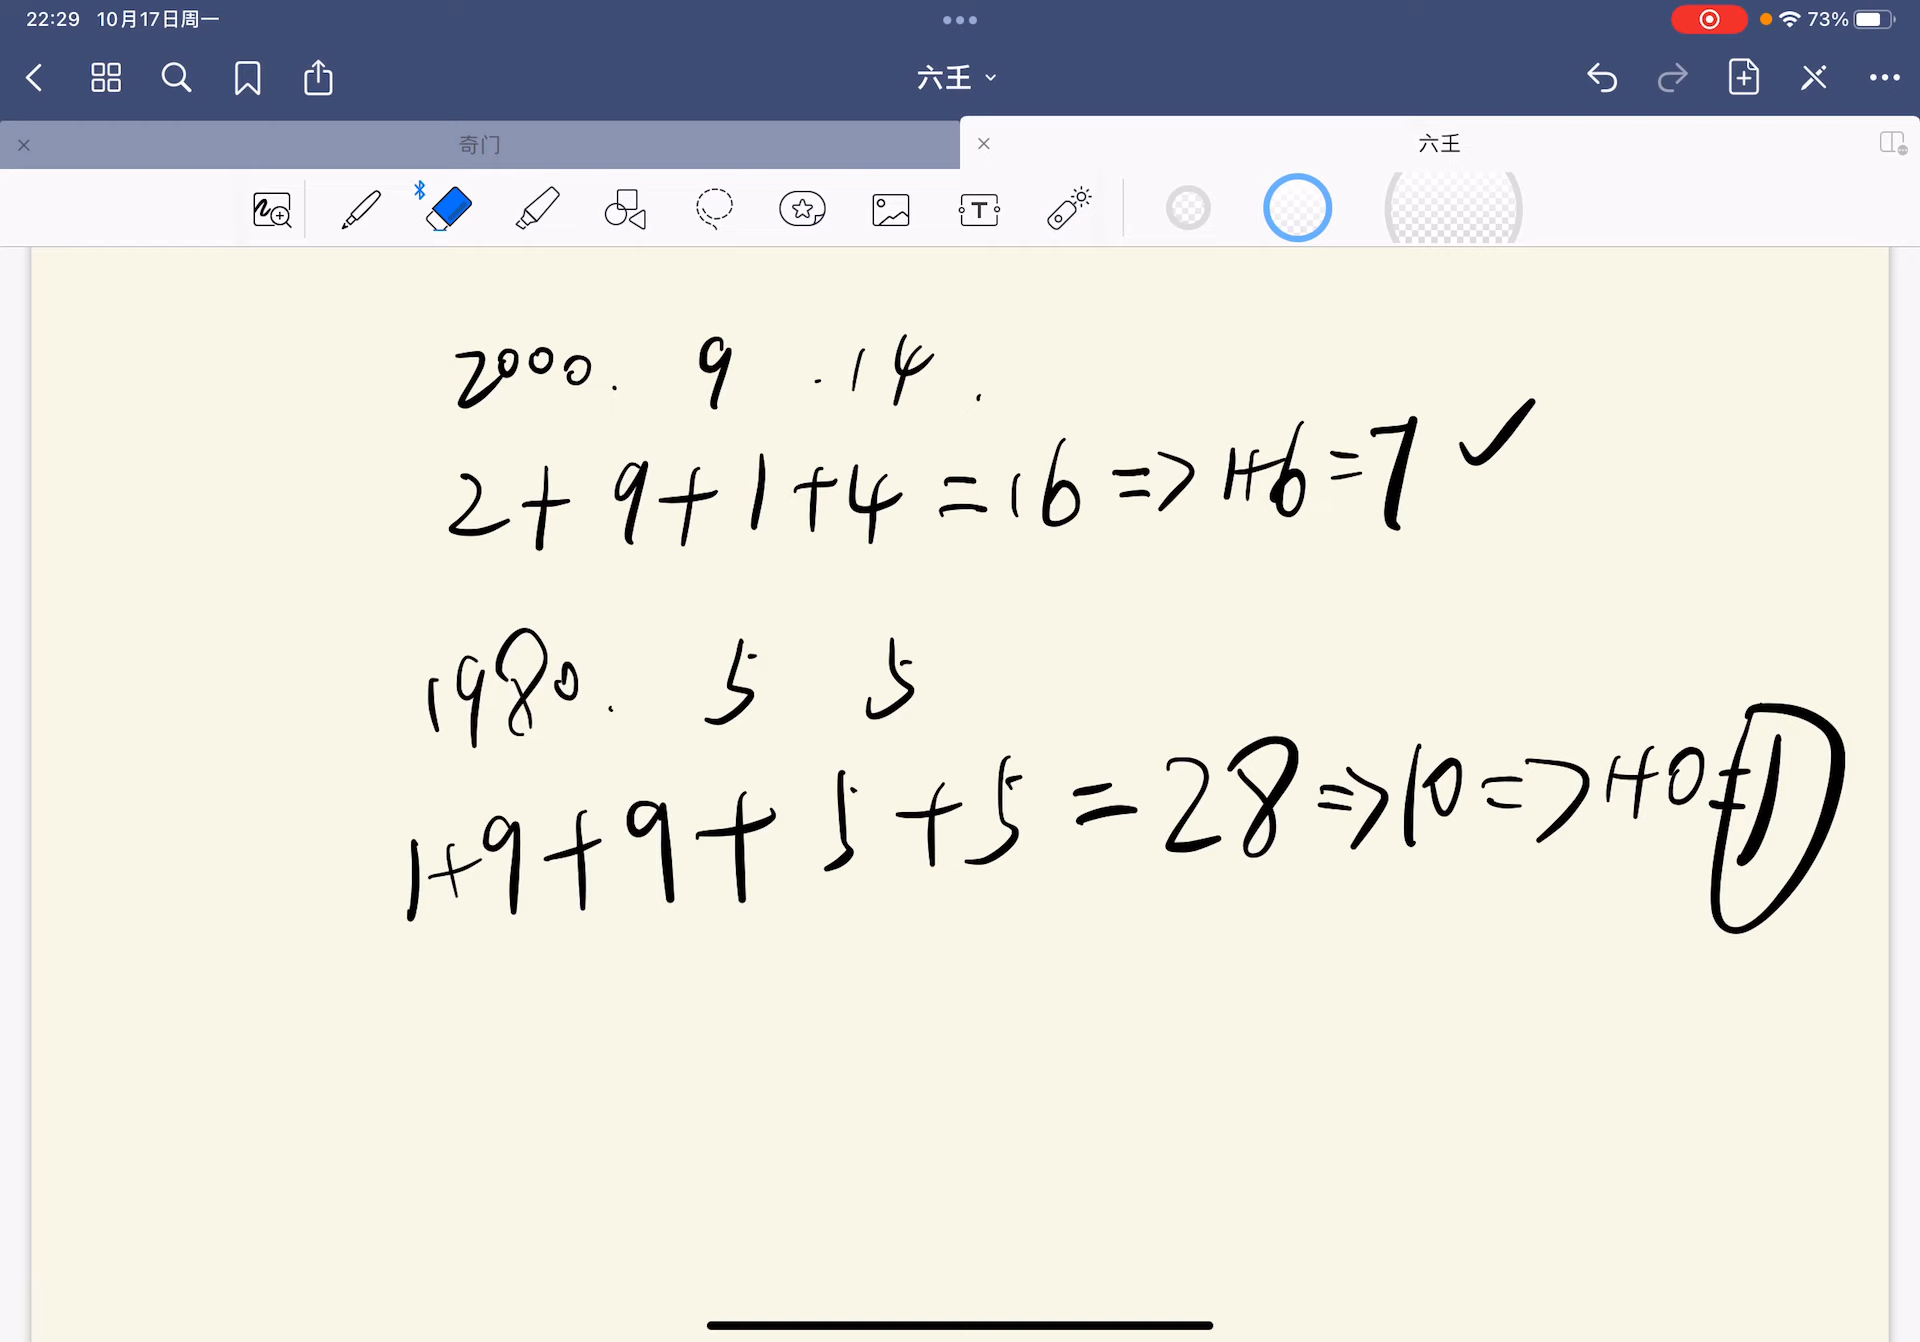 22:29 10月17日周一
73%
六壬
奇门
六壬
T
2000. 9 .14.
2+9+1+4=16=>1+6=7✓
1980. 5 5
1+9+9+5+5=28=>10=>1+0=1